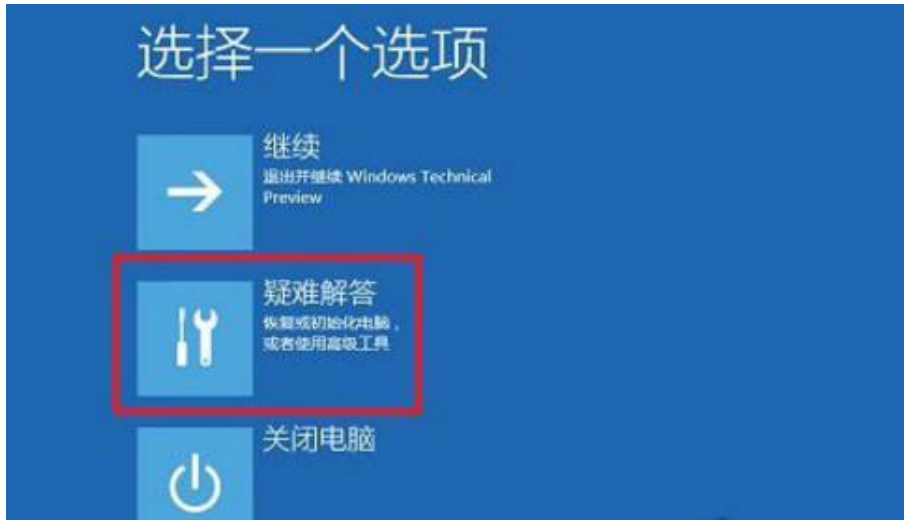 选择一个选项
继续
退出并继续 Windows Technical
Preview
疑难解答
恢复或初始化电脑，
或者使用高级工具
关闭电脑